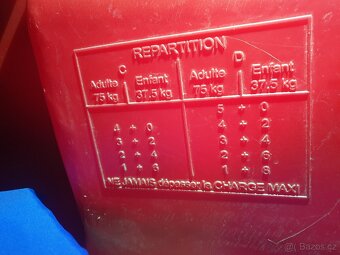 REPARTITION
C D
Adulte Enfant Adulte Enfant
75 kg 37.5 kg 75 kg 37.5 kg
5 + 0
4 + 0 4 + 2
3 + 2 3 + 4
2 + 4 2 + 6
1 + 6 1 + 8
NE JAMAIS dépasser la CHARGE MAXI
Bazos.cz